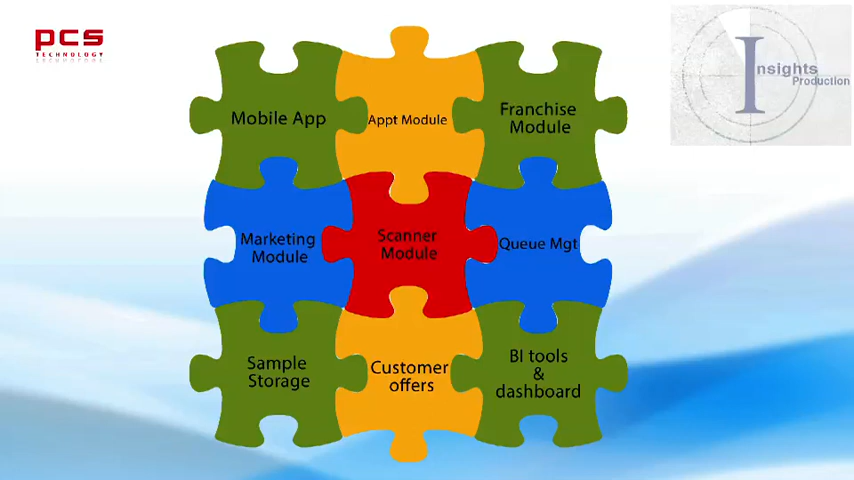 pcs
TECHNOLOGY
Insights
Production
Mobile App
Appt Module
Franchise
Module
Marketing
Module
Scanner
Module
Queue Mgt
Sample
Storage
Customer
offers
BI tools
&
dashboard